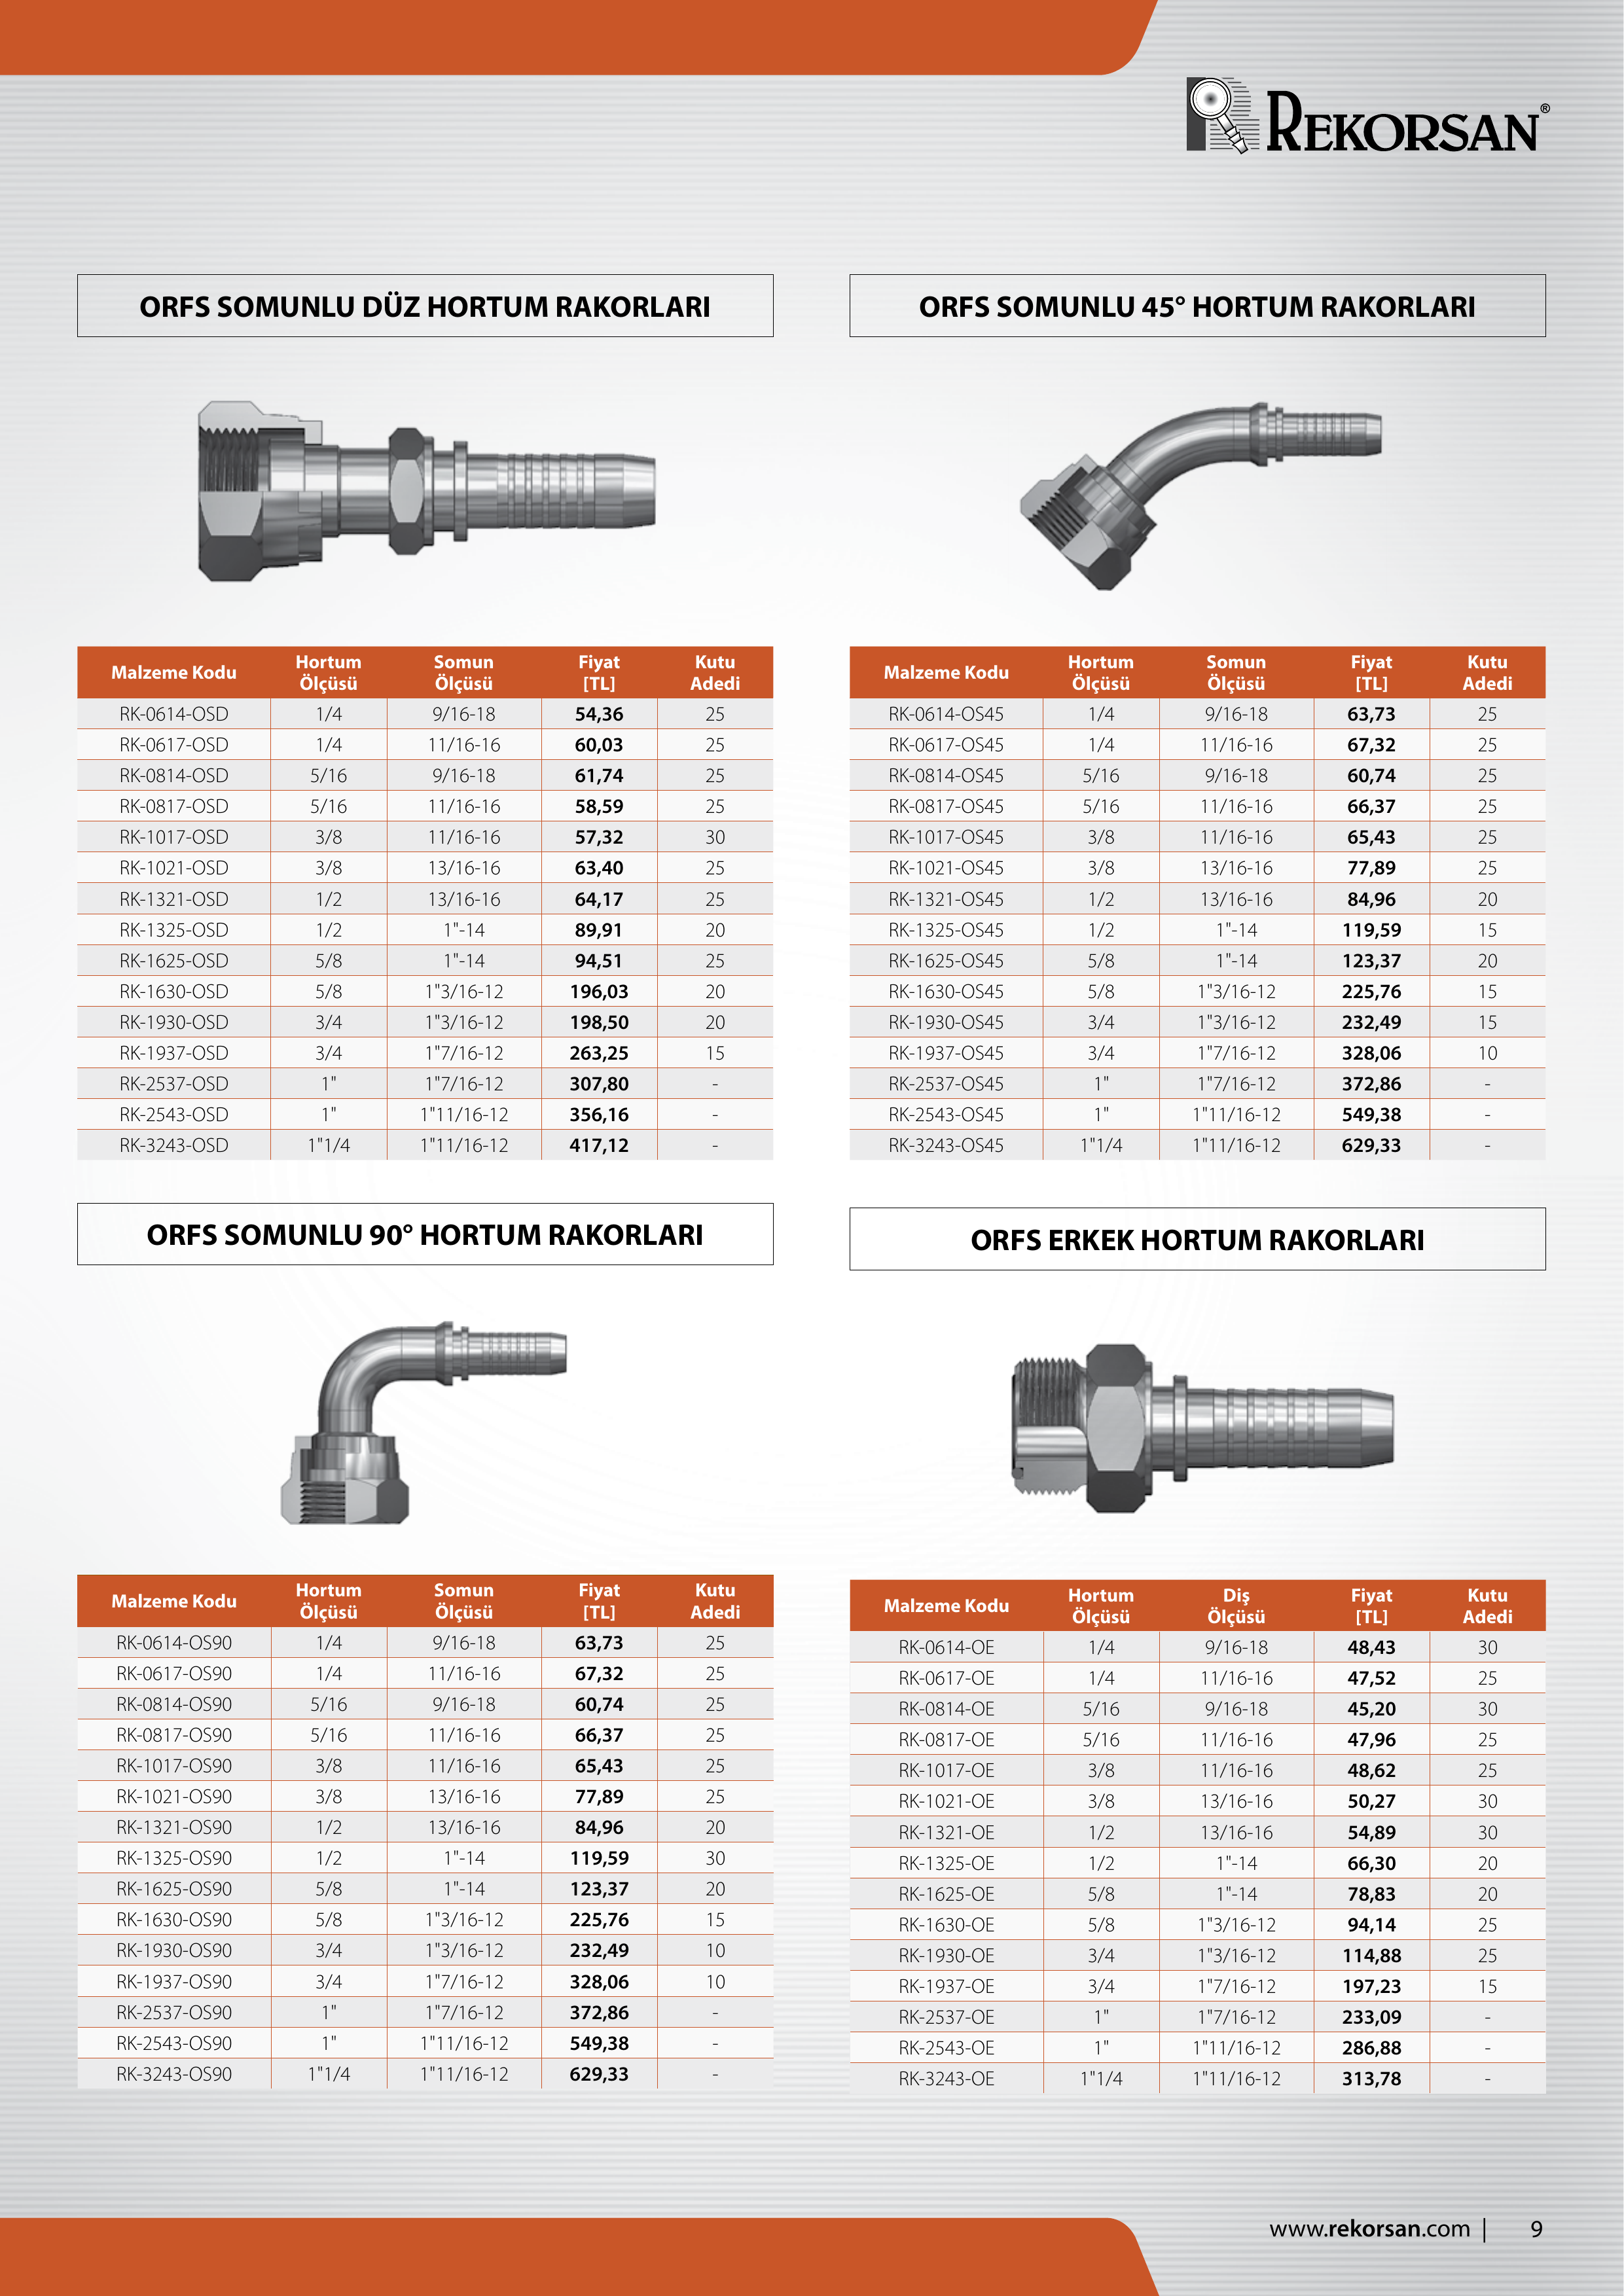 REKORSAN®
ORFS SOMUNLU DÜZ HORTUM RAKORLARI
Malzeme Kodu Hortum Ölçüsü Somun Ölçüsü Fiyat [TL] Kutu Adedi
RK-0614-OSD 1/4 9/16-18 54,36 25
RK-0617-OSD 1/4 11/16-16 60,03 25
RK-0814-OSD 5/16 9/16-18 61,74 25
RK-0817-OSD 5/16 11/16-16 58,59 25
RK-1017-OSD 3/8 11/16-16 57,32 30
RK-1021-OSD 3/8 13/16-16 63,40 25
RK-1321-OSD 1/2 13/16-16 64,17 25
RK-1325-OSD 1/2 1"-14 89,91 20
RK-1625-OSD 5/8 1"-14 94,51 25
RK-1630-OSD 5/8 1"3/16-12 196,03 20
RK-1930-OSD 3/4 1"3/16-12 198,50 20
RK-1937-OSD 3/4 1"7/16-12 263,25 15
RK-2537-OSD 1" 1"7/16-12 307,80 -
RK-2543-OSD 1" 1"11/16-12 356,16 -
RK-3243-OSD 1"1/4 1"11/16-12 417,12 -
ORFS SOMUNLU 45° HORTUM RAKORLARI
Malzeme Kodu Hortum Ölçüsü Somun Ölçüsü Fiyat [TL] Kutu Adedi
RK-0614-OS45 1/4 9/16-18 63,73 25
RK-0617-OS45 1/4 11/16-16 67,32 25
RK-0814-OS45 5/16 9/16-18 60,74 25
RK-0817-OS45 5/16 11/16-16 66,37 25
RK-1017-OS45 3/8 11/16-16 65,43 25
RK-1021-OS45 3/8 13/16-16 77,89 25
RK-1321-OS45 1/2 13/16-16 84,96 20
RK-1325-OS45 1/2 1"-14 119,59 15
RK-1625-OS45 5/8 1"-14 123,37 20
RK-1630-OS45 5/8 1"3/16-12 225,76 15
RK-1930-OS45 3/4 1"3/16-12 232,49 15
RK-1937-OS45 3/4 1"7/16-12 328,06 10
RK-2537-OS45 1" 1"7/16-12 372,86 -
RK-2543-OS45 1" 1"11/16-12 549,38 -
RK-3243-OS45 1"1/4 1"11/16-12 629,33 -
ORFS SOMUNLU 90° HORTUM RAKORLARI
Malzeme Kodu Hortum Ölçüsü Somun Ölçüsü Fiyat [TL] Kutu Adedi
RK-0614-OS90 1/4 9/16-18 63,73 25
RK-0617-OS90 1/4 11/16-16 67,32 25
RK-0814-OS90 5/16 9/16-18 60,74 25
RK-0817-OS90 5/16 11/16-16 66,37 25
RK-1017-OS90 3/8 11/16-16 65,43 25
RK-1021-OS90 3/8 13/16-16 77,89 25
RK-1321-OS90 1/2 13/16-16 84,96 20
RK-1325-OS90 1/2 1"-14 119,59 30
RK-1625-OS90 5/8 1"-14 123,37 20
RK-1630-OS90 5/8 1"3/16-12 225,76 15
RK-1930-OS90 3/4 1"3/16-12 232,49 10
RK-1937-OS90 3/4 1"7/16-12 328,06 10
RK-2537-OS90 1" 1"7/16-12 372,86 -
RK-2543-OS90 1" 1"11/16-12 549,38 -
RK-3243-OS90 1"1/4 1"11/16-12 629,33 -
ORFS ERKEK HORTUM RAKORLARI
Malzeme Kodu Hortum Ölçüsü Diş Ölçüsü Fiyat [TL] Kutu Adedi
RK-0614-OE 1/4 9/16-18 48,43 30
RK-0617-OE 1/4 11/16-16 47,52 25
RK-0814-OE 5/16 9/16-18 45,20 30
RK-0817-OE 5/16 11/16-16 47,96 25
RK-1017-OE 3/8 11/16-16 48,62 25
RK-1021-OE 3/8 13/16-16 50,27 30
RK-1321-OE 1/2 13/16-16 54,89 30
RK-1325-OE 1/2 1"-14 66,30 20
RK-1625-OE 5/8 1"-14 78,83 20
RK-1630-OE 5/8 1"3/16-12 94,14 25
RK-1930-OE 3/4 1"3/16-12 114,88 25
RK-1937-OE 3/4 1"7/16-12 197,23 15
RK-2537-OE 1" 1"7/16-12 233,09 -
RK-2543-OE 1" 1"11/16-12 286,88 -
RK-3243-OE 1"1/4 1"11/16-12 313,78 -
www.rekorsan.com | 9